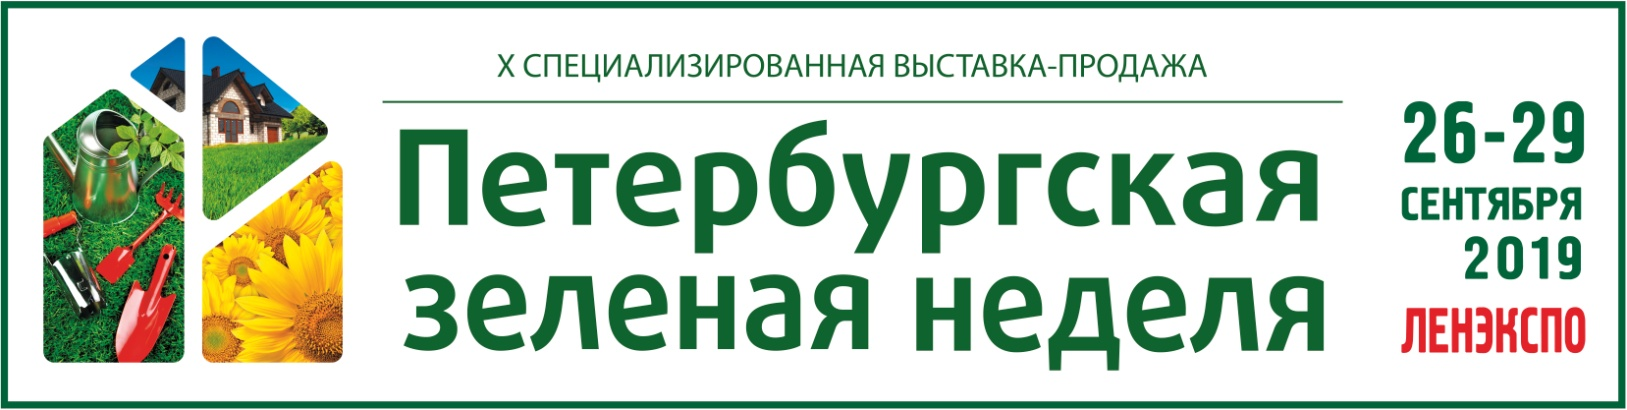 X СПЕЦИАЛИЗИРОВАННАЯ ВЫСТАВКА-ПРОДАЖА
Петербургская
зеленая неделя
26-29
СЕНТЯБРЯ
2019
ЛЕНЭКСПО